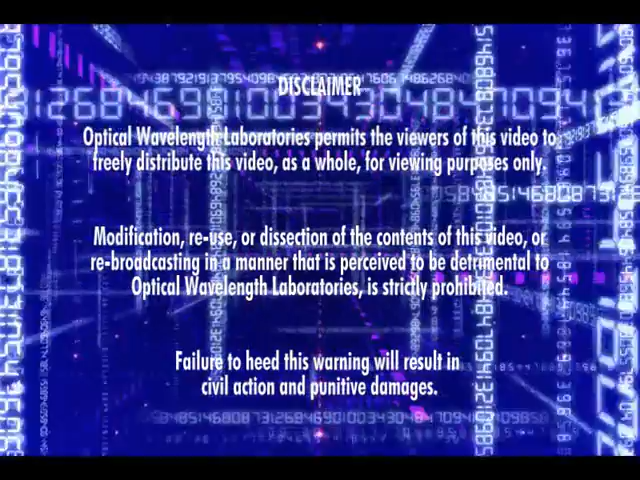 DISCLAIMER
Optical Wavelength Laboratories permits the viewers of this video to
freely distribute this video, as a whole, for viewing purposes only.
Modification, re-use, or dissection of the contents of this video, or
re-broadcasting in a manner that is perceived to be detrimental to
Optical Wavelength Laboratories, is strictly prohibited.
Failure to heed this warning will result in
civil action and punitive damages.